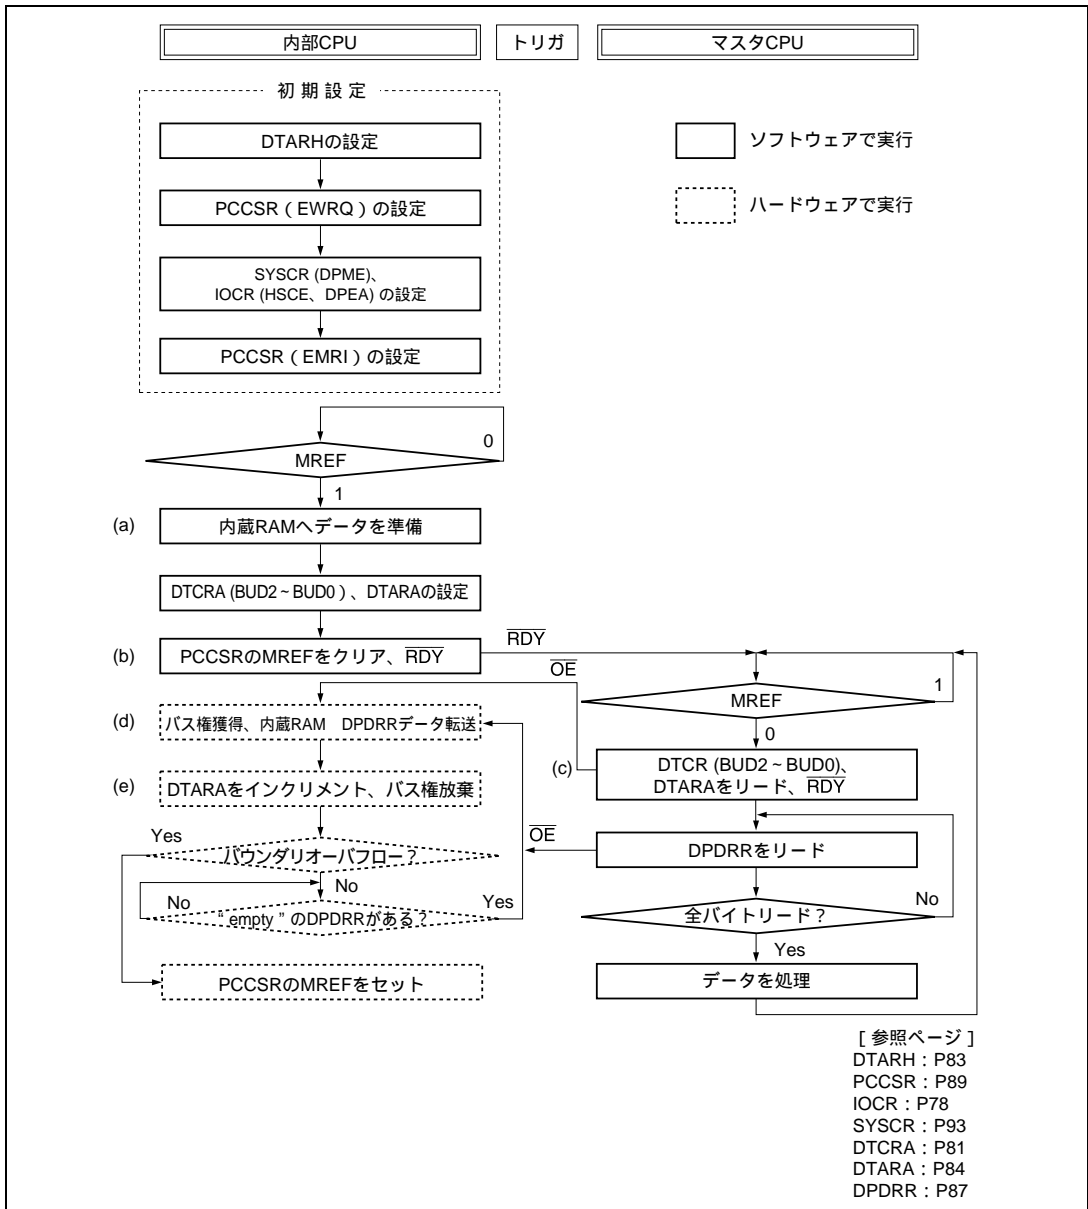 内部CPU
トリガ
マスタCPU
初期設定
DTARHの設定
PCCSR(EWRQ)の設定
SYSCR (DPME)、
IOCR (HSCE、DPEA) の設定
PCCSR(EMRI)の設定
ソフトウェアで実行
ハードウェアで実行
MREF
0
1
(a)
内蔵RAMへデータを準備
DTCRA (BUD2~BUD0)、DTARAの設定
(b)
PCCSRのMREFをクリア、RDY
RDY
OE
MREF
1
0
(d)
バス権獲得、内蔵RAM DPDRRデータ転送
(c)
DTCR (BUD2~BUD0)、
DTARAをリード、RDY
(e)
DTARAをインクリメント、バス権放棄
OE
DPDRRをリード
Yes
バウンダリオーバフロー?
No
No
"empty"のDPDRRがある?
Yes
全バイトリード?
No
Yes
PCCSRのMREFをセット
データを処理
[参照ページ]
DTARH:P83
PCCSR:P89
IOCR:P78
SYSCR:P93
DTCRA:P81
DTARA:P84
DPDRR:P87